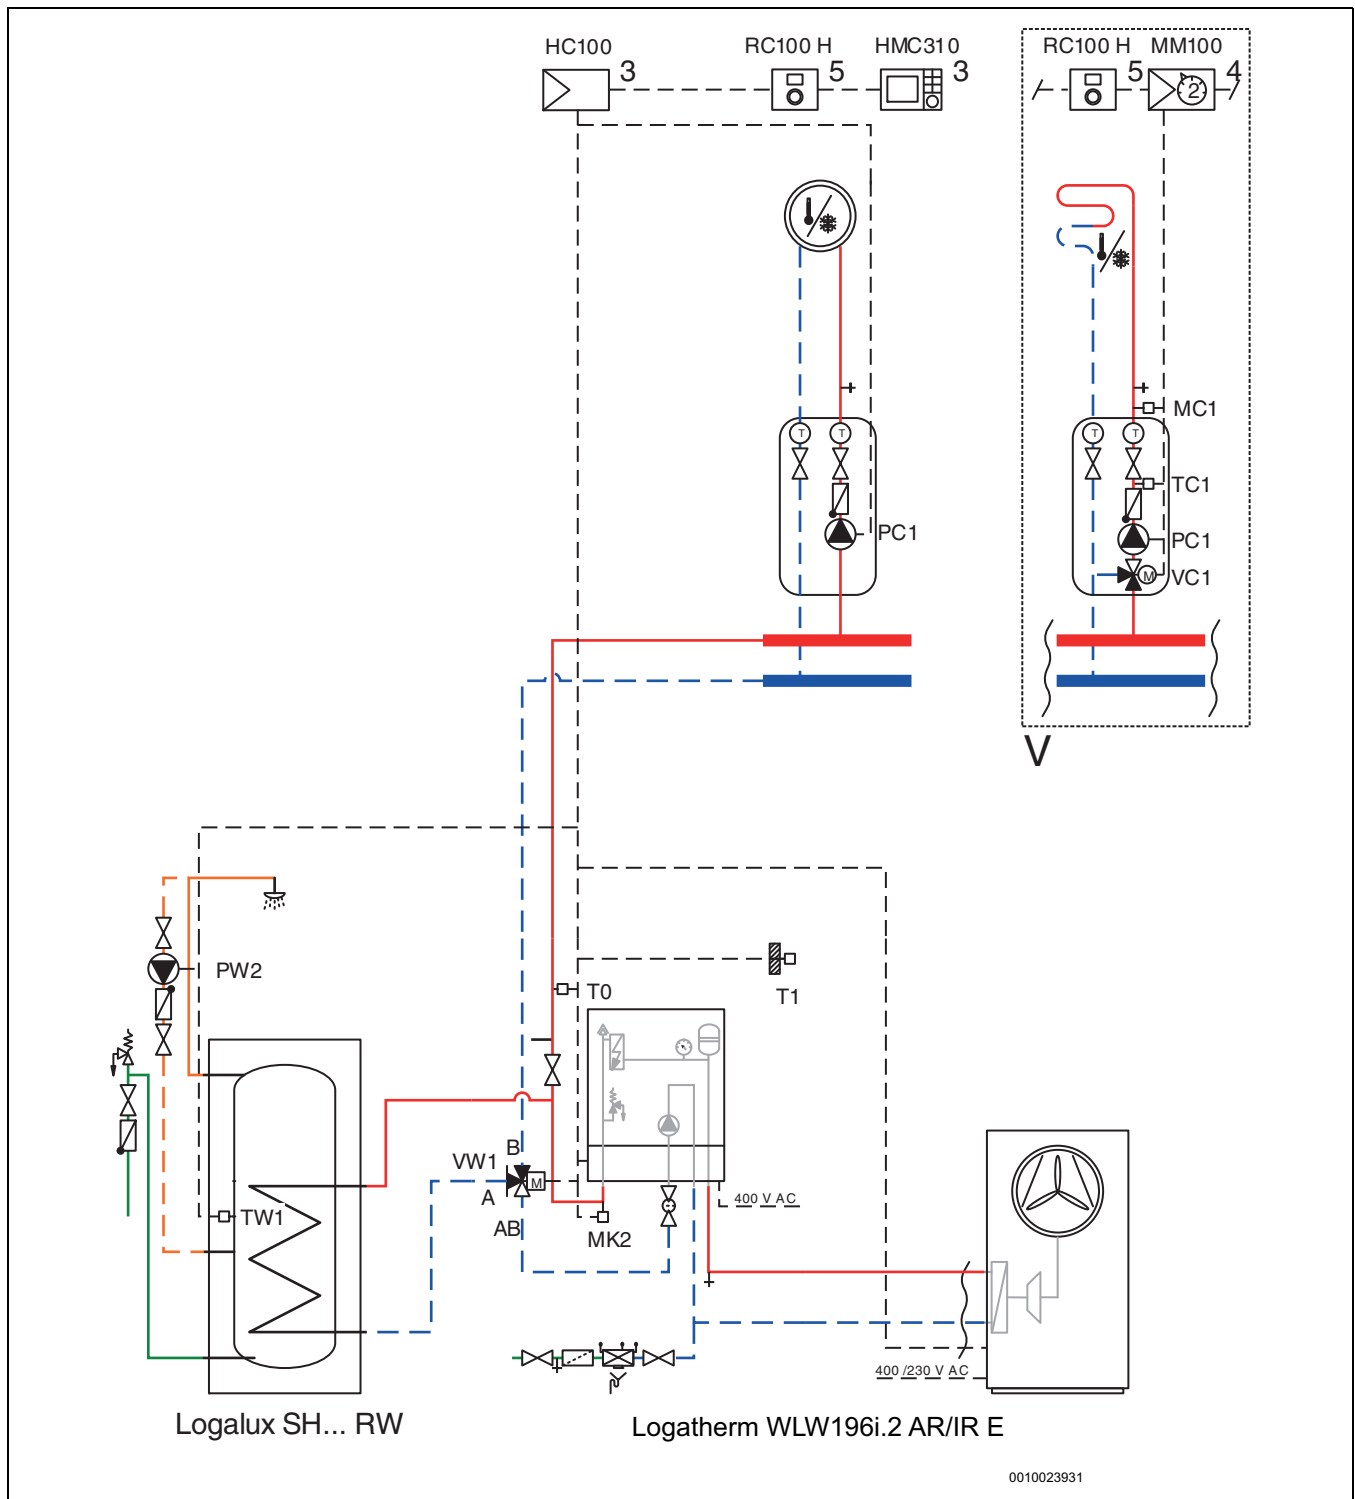 HC100
RC100 H
HMC310
RC100 H
MM100
3
5
3
5
4
2
MC1
T
T
T
T
TC1
PC1
PC1
M
VC1
V
PW2
T0
T1
B
VW1
M
A
400 V AC
TW1
AB
MK2
400 /230 V AC
Logalux SH... RW
Logatherm WLW196i.2 AR/IR E
0010023931